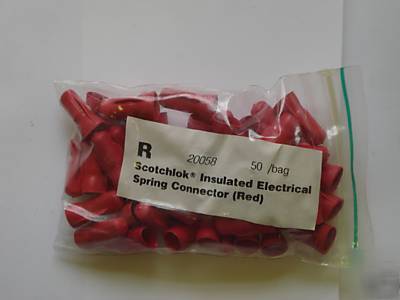 R 20058 50 /bag
Scotchlok® Insulated Electrical
Spring Connector (Red)